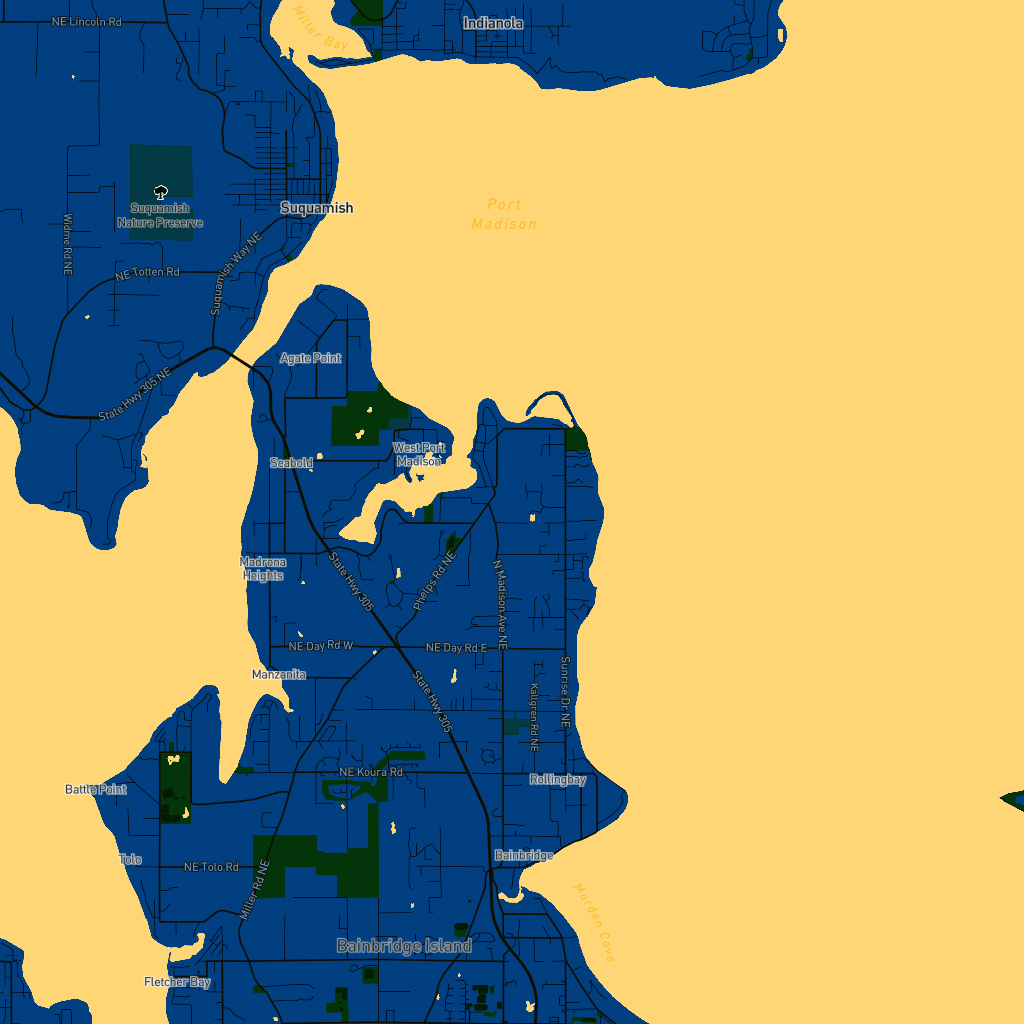 NE Lincoln Rd
Miller Bay
Indianola
Suquamish
Nature Preserve
Suquamish
Port
Madison
Widme Rd NE
NE Totten Rd
Suquamish Way NE
Agate Point
State Hwy 305 NE
West Port
Madison
Seabold
Madrona
Heights
State Hwy 305
Phelps Rd NE
N Madison Ave NE
NE Day Rd W
NE Day Rd E
Manzanita
State Hwy 305
Kallgren Rd NE
Sunrise Dr NE
NE Koura Rd
Rollingbay
Battle Point
Tolo
NE Tolo Rd
Miller Rd NE
Bainbridge
Murden Cove
Bainbridge Island
Fletcher Bay